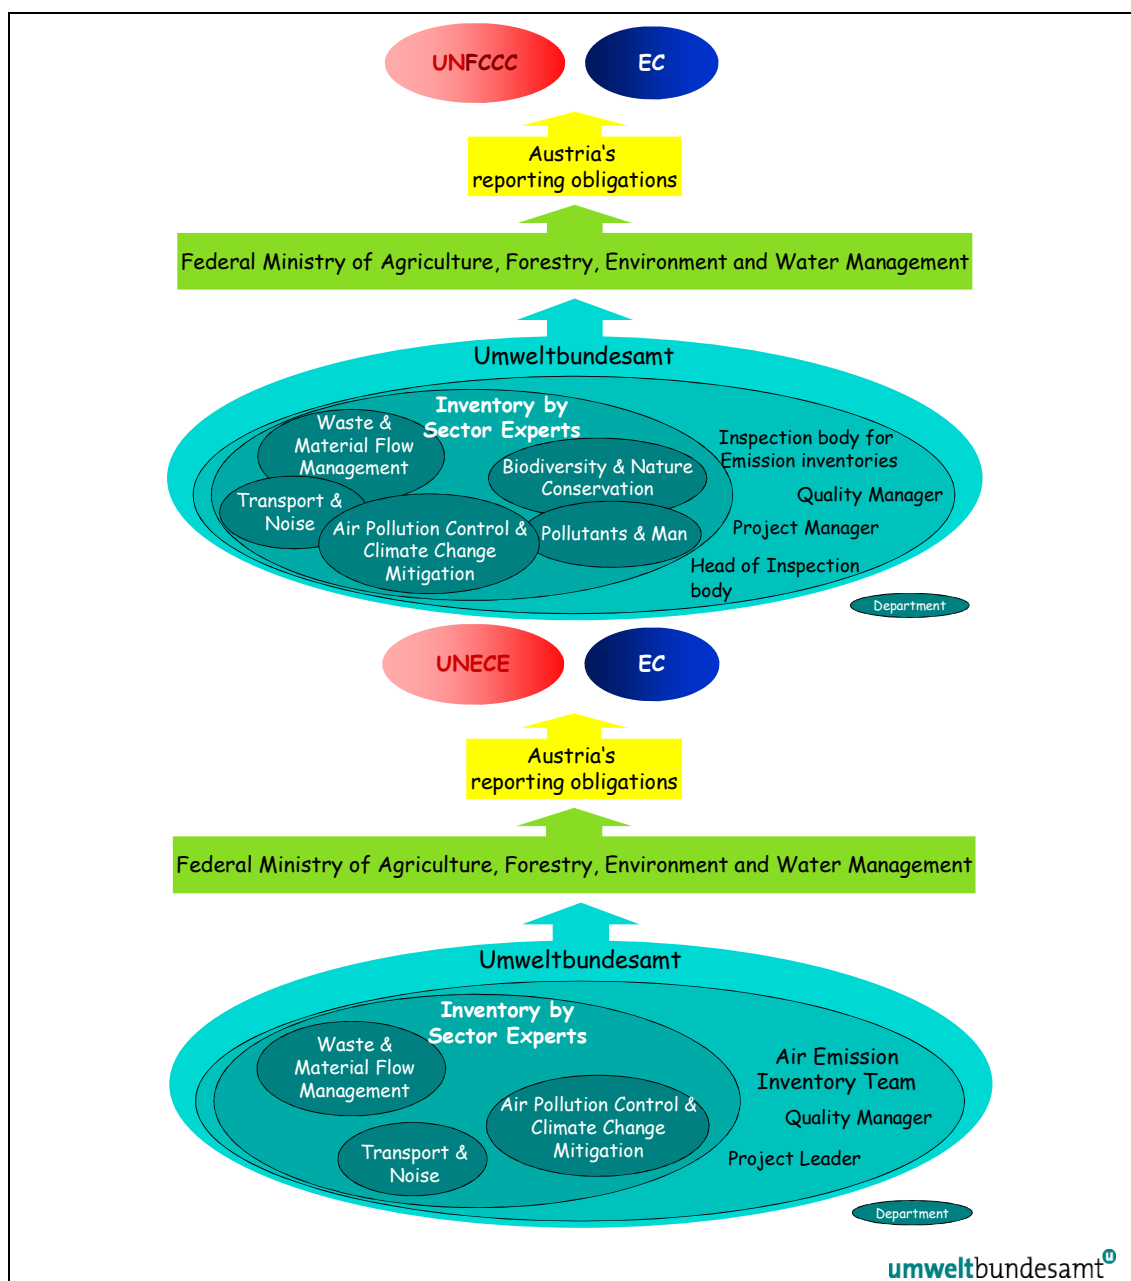 UNFCCC
EC
Austria's
reporting obligations
Federal Ministry of Agriculture, Forestry, Environment and Water Management
Umweltbundesamt
Inventory by
Sector Experts
Waste &
Material Flow
Management
Transport &
Noise
Air Pollution Control &
Climate Change
Mitigation
Biodiversity & Nature
Conservation
Pollutants & Man
Inspection body for
Emission inventories
Quality Manager
Project Manager
Head of Inspection
body
Department
UNECE
EC
Austria's
reporting obligations
Federal Ministry of Agriculture, Forestry, Environment and Water Management
Umweltbundesamt
Inventory by
Sector Experts
Waste &
Material Flow
Management
Air Pollution Control &
Climate Change
Mitigation
Transport &
Noise
Air Emission
Inventory Team
Quality Manager
Project Leader
Department
umweltbundesamt u